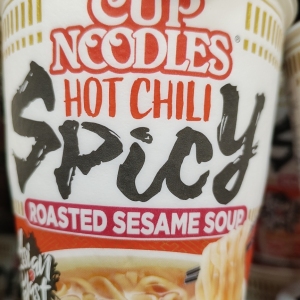 CUP
NOODLES
HOT CHILI
Spicy
ROASTED SESAME SOUP